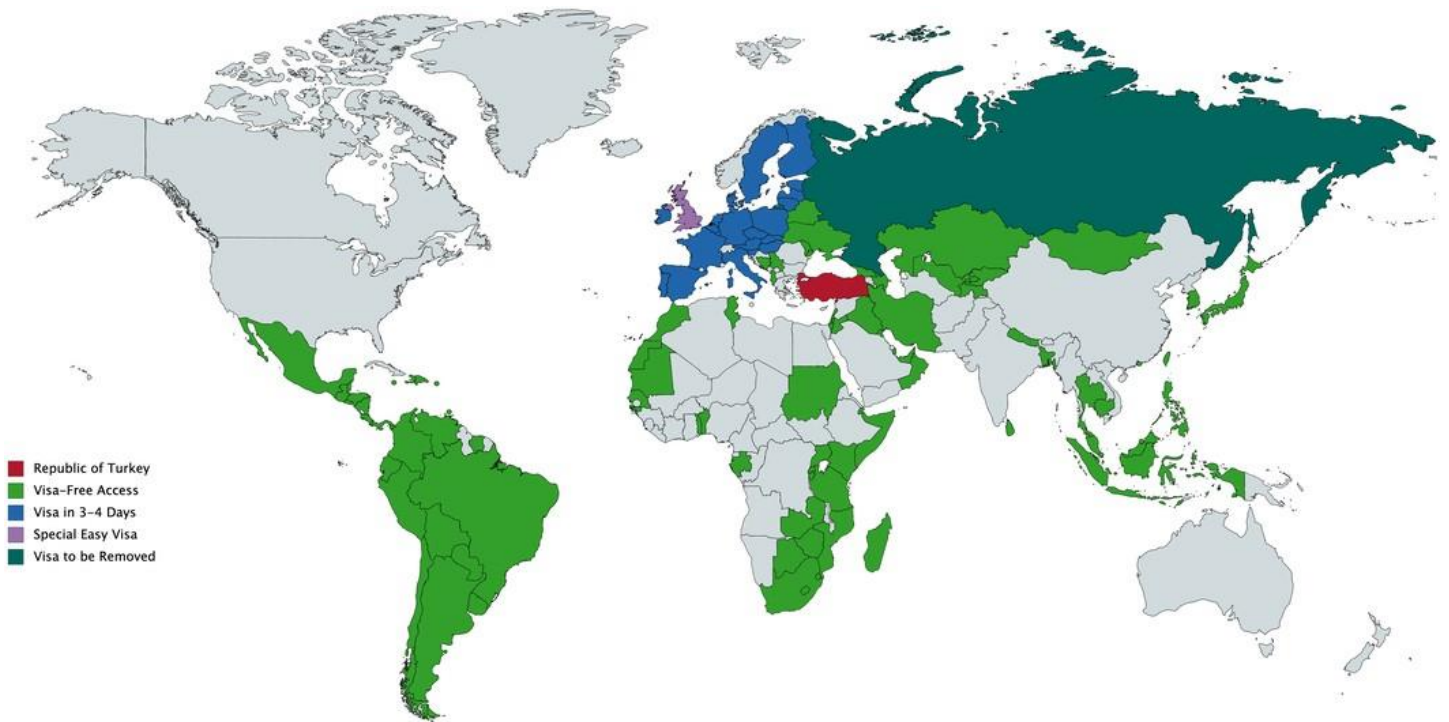 Republic of Turkey
Visa-Free Access
Visa in 3-4 Days
Special Easy Visa
Visa to be Removed